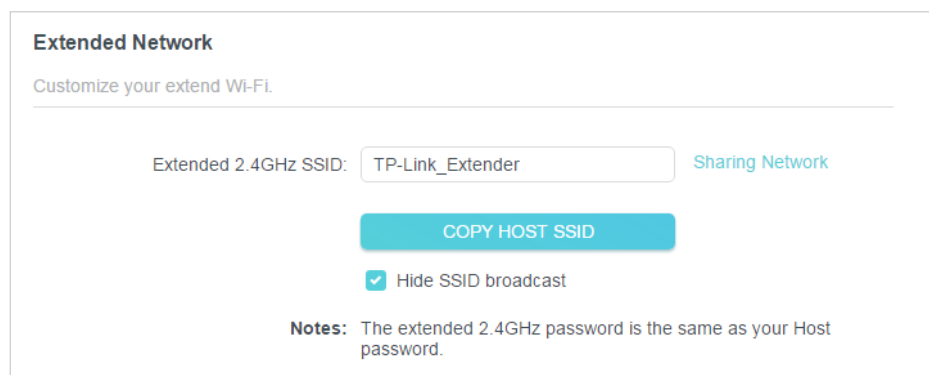 Extended Network
Customize your extend Wi-Fi.
Extended 2.4GHz SSID: TP-Link_Extender Sharing Network
COPY HOST SSID
Hide SSID broadcast
Notes: The extended 2.4GHz password is the same as your Host
password.